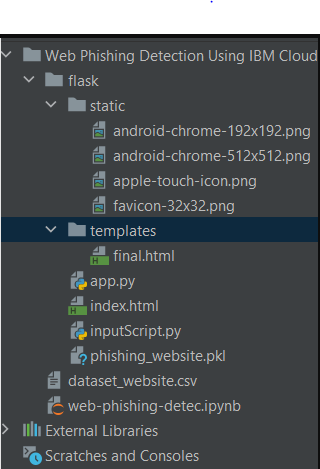 Web Phishing Detection Using IBM Cloud
flask
static
android-chrome-192x192.png
android-chrome-512x512.png
apple-touch-icon.png
favicon-32x32.png
templates
final.html
app.py
index.html
inputScript.py
phishing_website.pkl
dataset_website.csv
web-phishing-detec.ipynb
External Libraries
Scratches and Consoles